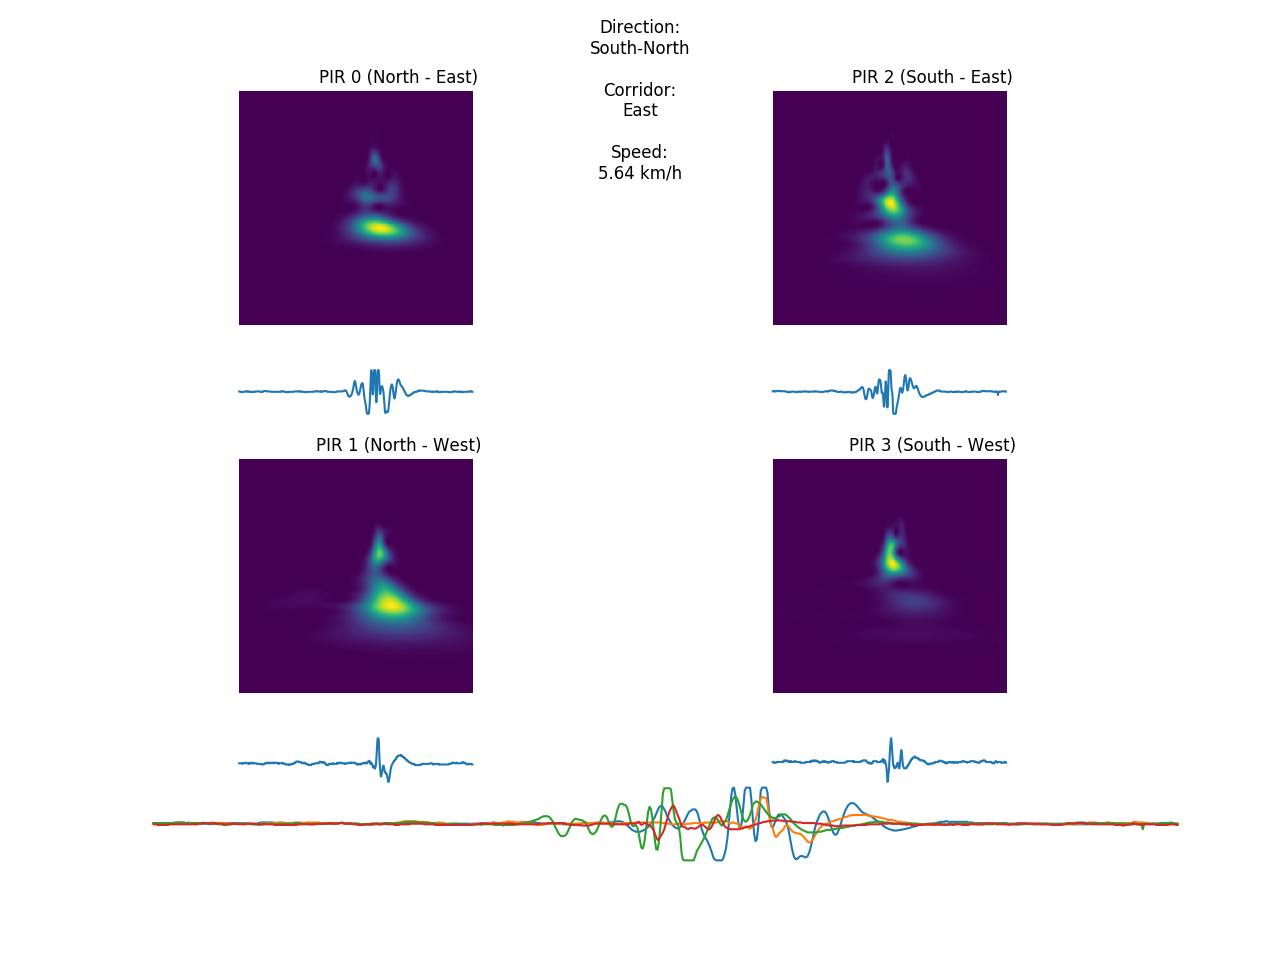 Direction:
South-North
Corridor:
East
Speed:
5.64 km/h
PIR 0 (North - East)
PIR 2 (South - East)
PIR 1 (North - West)
PIR 3 (South - West)